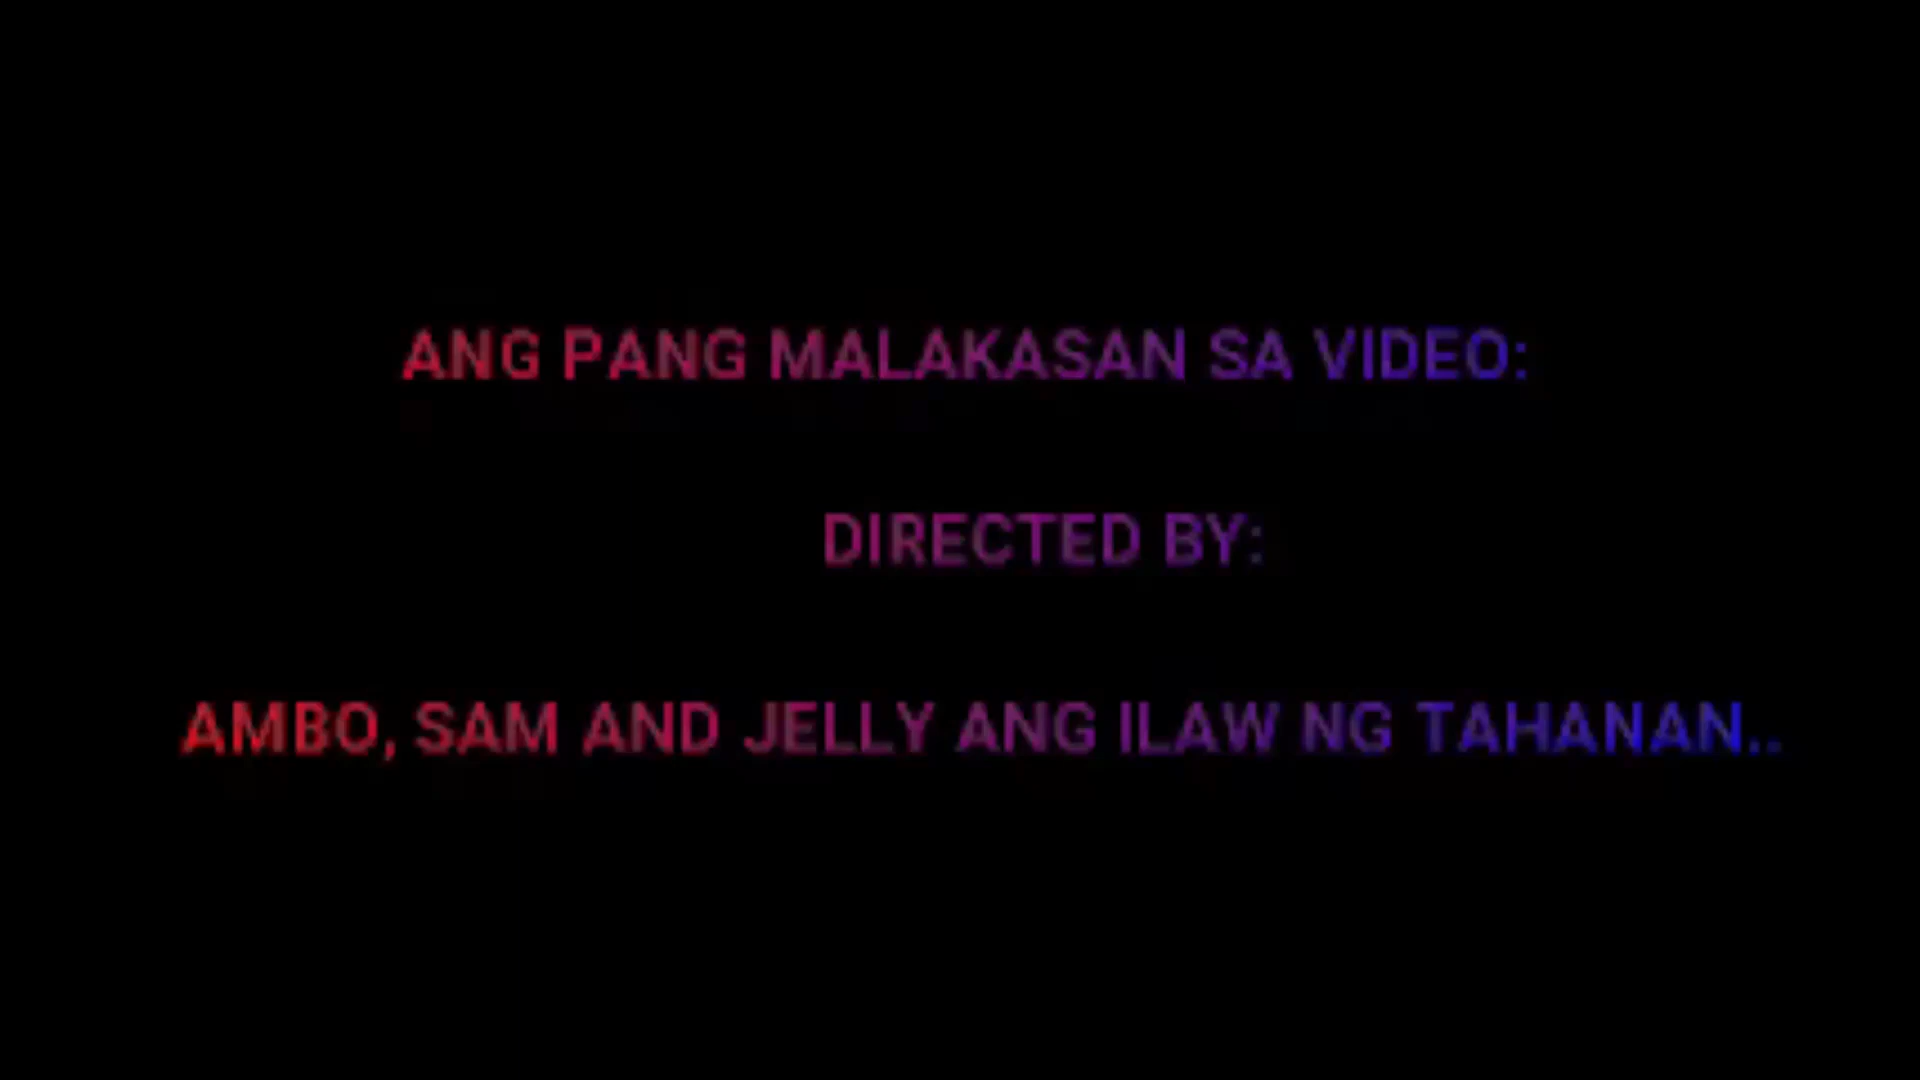 ANG PANG MALAKASAN SA VIDEO:
DIRECTED BY:
AMBO, SAM AND JELLY ANG ILAW NG TAHANAN..